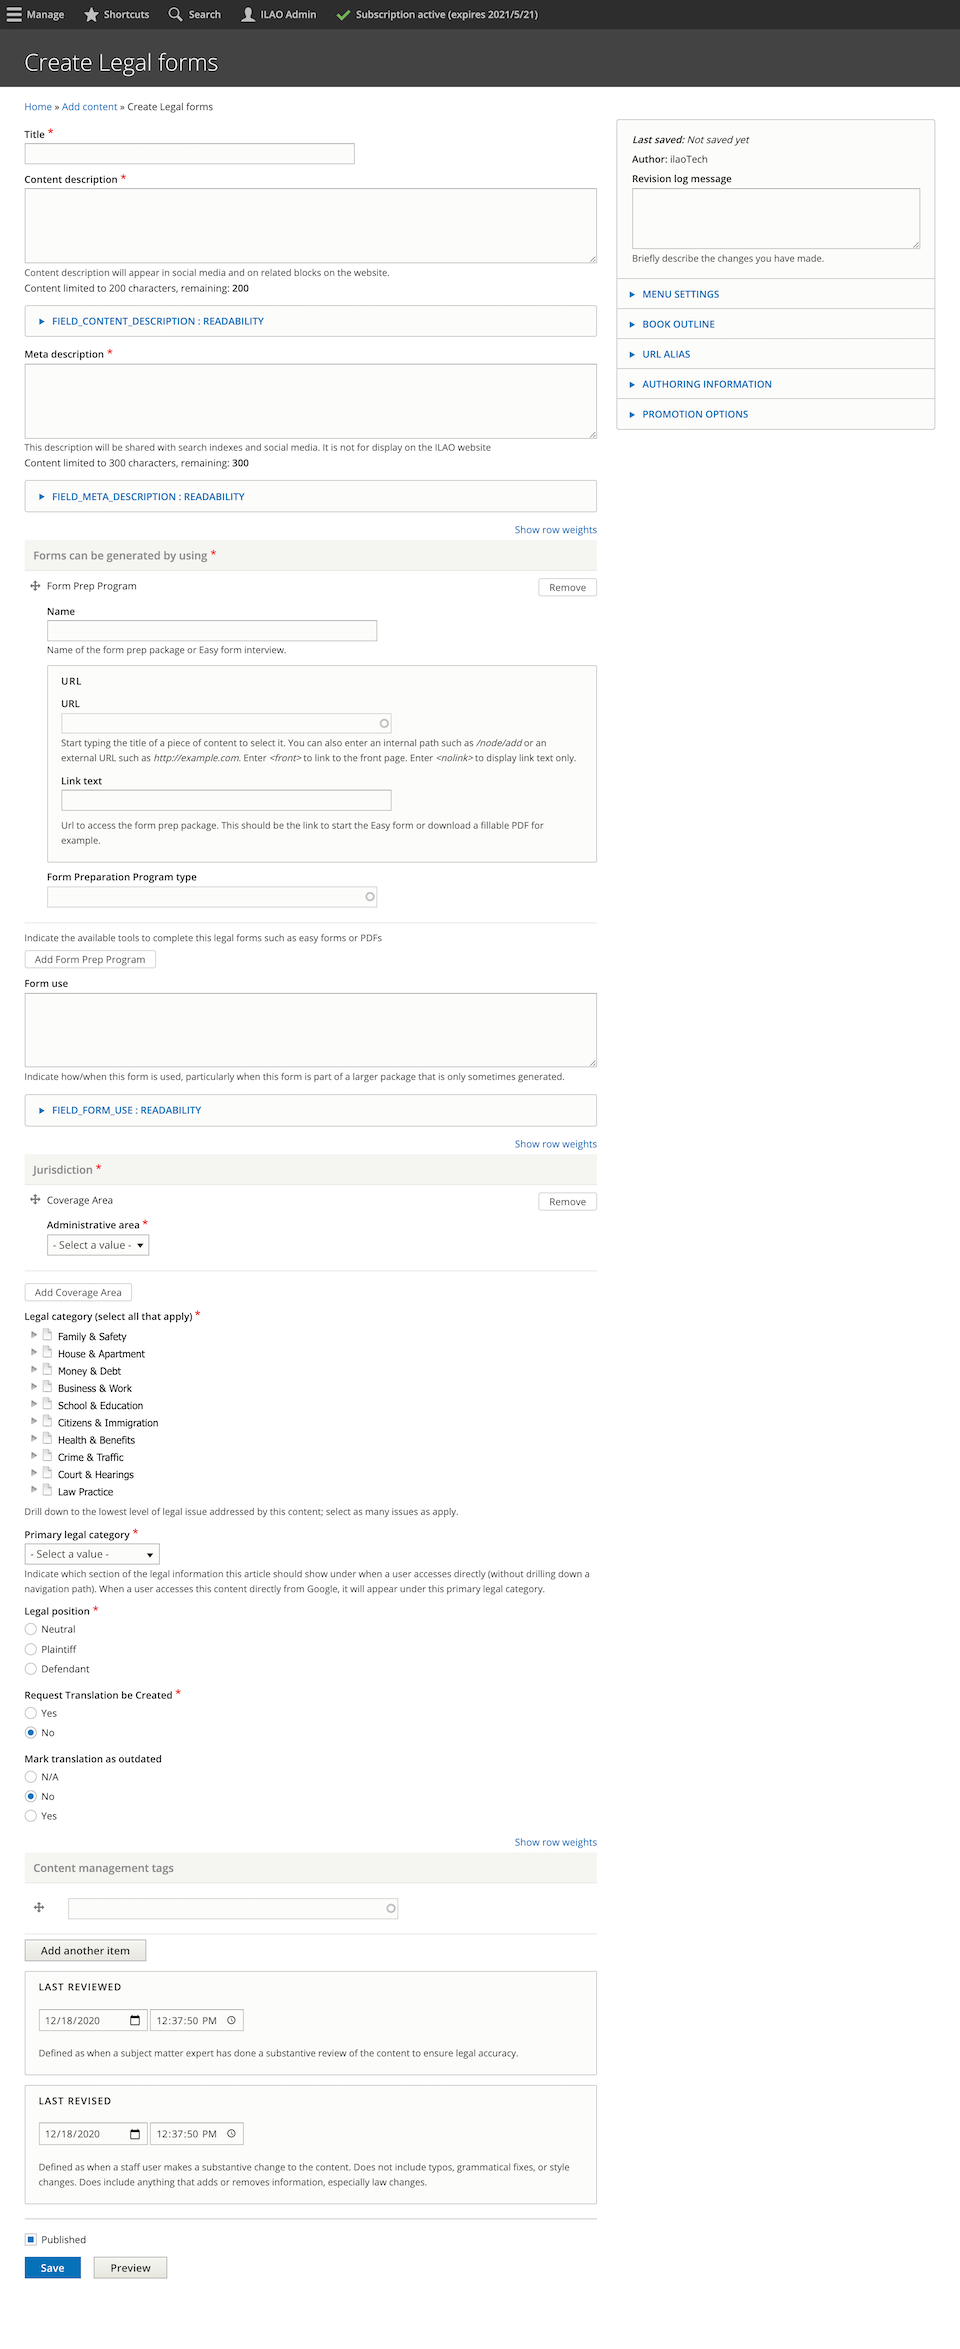 Manage Shortcuts Search ILAO Admin Subscription active (expires 2021/5/21)
Create Legal forms
Home » Add content » Create Legal forms
Title *
Content description *
Content description will appear in social media and on related blocks on the website.
Content limited to 200 characters, remaining: 200
FIELD_CONTENT_DESCRIPTION : READABILITY
Meta description *
This description will be shared with search indexes and social media. It is not for display on the ILAO website
Content limited to 300 characters, remaining: 300
FIELD_META_DESCRIPTION : READABILITY
Show row weights
Forms can be generated by using *
Form Prep Program
Remove
Name
Name of the form prep package or Easy form interview.
URL
URL
Start typing the title of a piece of content to select it. You can also enter an internal path such as /node/add or an
external URL such as http://example.com. Enter <front> to link to the front page. Enter <nolink> to display link text only.
Link text
Url to access the form prep package. This should be the link to start the Easy form or download a fillable PDF for
example.
Form Preparation Program type
Indicate the available tools to complete this legal forms such as easy forms or PDFs
Add Form Prep Program
Form use
Indicate how/when this form is used, particularly when this form is part of a larger package that is only sometimes generated.
FIELD_FORM_USE : READABILITY
Show row weights
Jurisdiction *
Coverage Area
Remove
Administrative area *
- Select a value -
Add Coverage Area
Legal category (select all that apply) *
Family & Safety
House & Apartment
Money & Debt
Business & Work
School & Education
Citizens & Immigration
Health & Benefits
Crime & Traffic
Court & Hearings
Law Practice
Drill down to the lowest level of legal issue addressed by this content; select as many issues as apply.
Primary legal category *
- Select a value -
Indicate which section of the legal information this article should show under when a user accesses directly (without drilling down a
navigation path). When a user accesses this content directly from Google, it will appear under this primary legal category.
Legal position *
Neutral
Plaintiff
Defendant
Request Translation be Created *
Yes
No
Mark translation as outdated
N/A
No
Yes
Show row weights
Content management tags
Add another item
LAST REVIEWED
12/18/2020 12:37:50 PM
Defined as when a subject matter expert has done a substantive review of the content to ensure legal accuracy.
LAST REVISED
12/18/2020 12:37:50 PM
Defined as when a staff user makes a substantive change to the content. Does not include typos, grammatical fixes, or style
changes. Does include anything that adds or removes information, especially law changes.
Published
Save Preview
Last saved: Not saved yet
Author: ilaoTech
Revision log message
Briefly describe the changes you have made.
MENU SETTINGS
BOOK OUTLINE
URL ALIAS
AUTHORING INFORMATION
PROMOTION OPTIONS